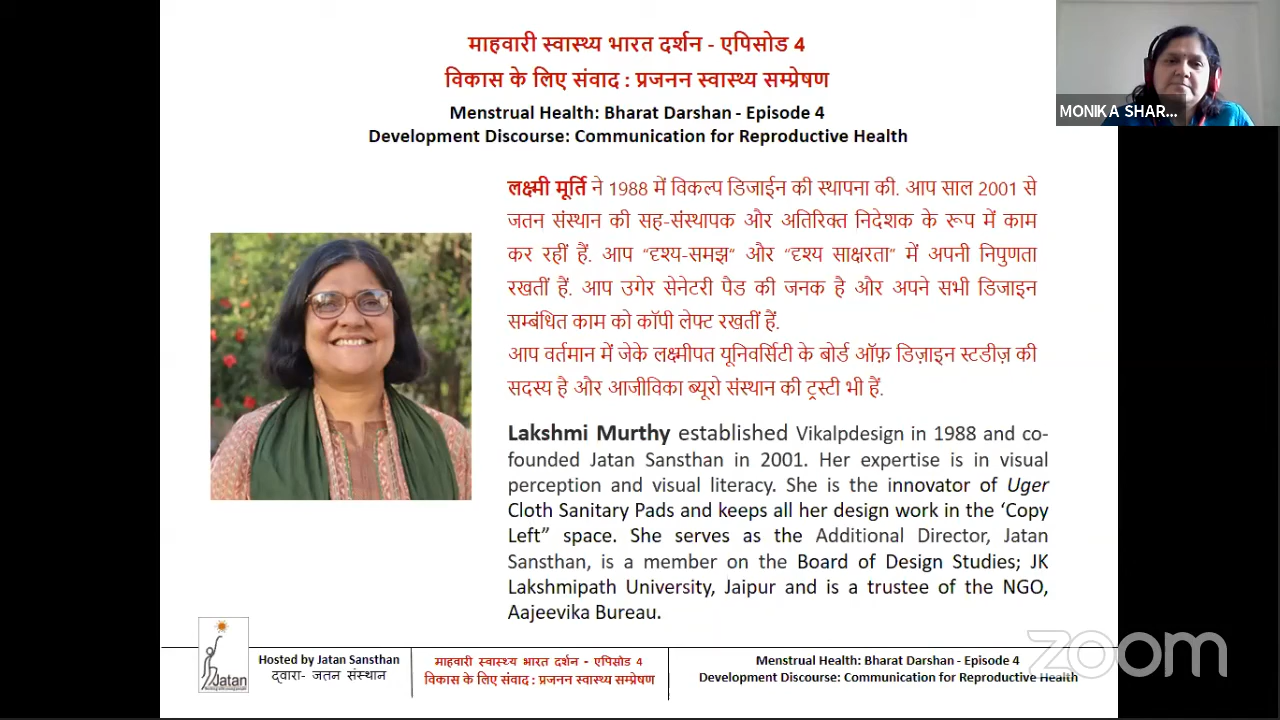 माहवारी स्वास्थ्य भारत दर्शन - एपिसोड 4
विकास के लिए संवाद : प्रजनन स्वास्थ्य सम्प्रेषण
Menstrual Health: Bharat Darshan - Episode 4
Development Discourse: Communication for Reproductive Health
MONIKA SHAR...
लक्ष्मी मूर्ति ने 1988 में विकल्प डिजाईन की स्थापना की. आप साल 2001 से
जतन संस्थान की सह-संस्थापक और अतिरिक्त निदेशक के रूप में काम
कर रहीं हैं. आप “दृश्य-समझ” और “दृश्य साक्षरता” में अपनी निपुणता
रखतीं हैं. आप उगेर सेनेटरी पैड की जनक है और अपने सभी डिजाइन
सम्बंधित काम को कॉपी लेफ्ट रखतीं हैं.
आप वर्तमान में जेके लक्ष्मीपत यूनिवर्सिटी के बोर्ड ऑफ़ डिज़ाइन स्टडीज़ की
सदस्य है और आजीविका ब्यूरो संस्थान की ट्रस्टी भी हैं.
Lakshmi Murthy established Vikalpdesign in 1988 and co-
founded Jatan Sansthan in 2001. Her expertise is in visual
perception and visual literacy. She is the innovator of Uger
Cloth Sanitary Pads and keeps all her design work in the ‘Copy
Left” space. She serves as the Additional Director, Jatan
Sansthan, is a member on the Board of Design Studies; JK
Lakshmipath University, Jaipur and is a trustee of the NGO,
Aajeevika Bureau.
Jatan
Hosted by Jatan Sansthan
द्वारा- जतन संस्थान
माहवारी स्वास्थ्य भारत दर्शन - एपिसोड 4
विकास के लिए संवाद : प्रजनन स्वास्थ्य सम्प्रेषण
Menstrual Health: Bharat Darshan - Episode 4
Development Discourse: Communication for Reproductive Health
zoom